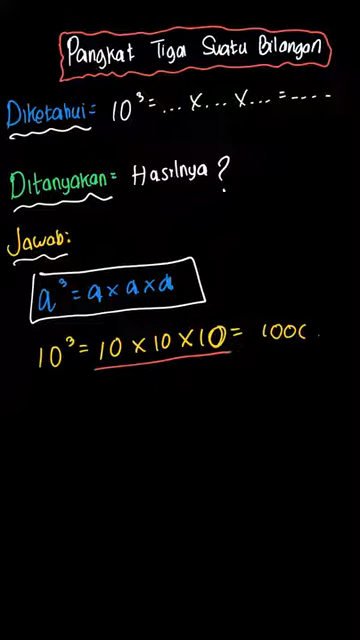 Pangkat Tiga Suatu Bilangan
Diketahui = 10³ = ... × ... × ... = ....
Ditanyakan = Hasilnya ?
Jawab:
a³ = a × a × a
10³ = 10 × 10 × 10 = 100(